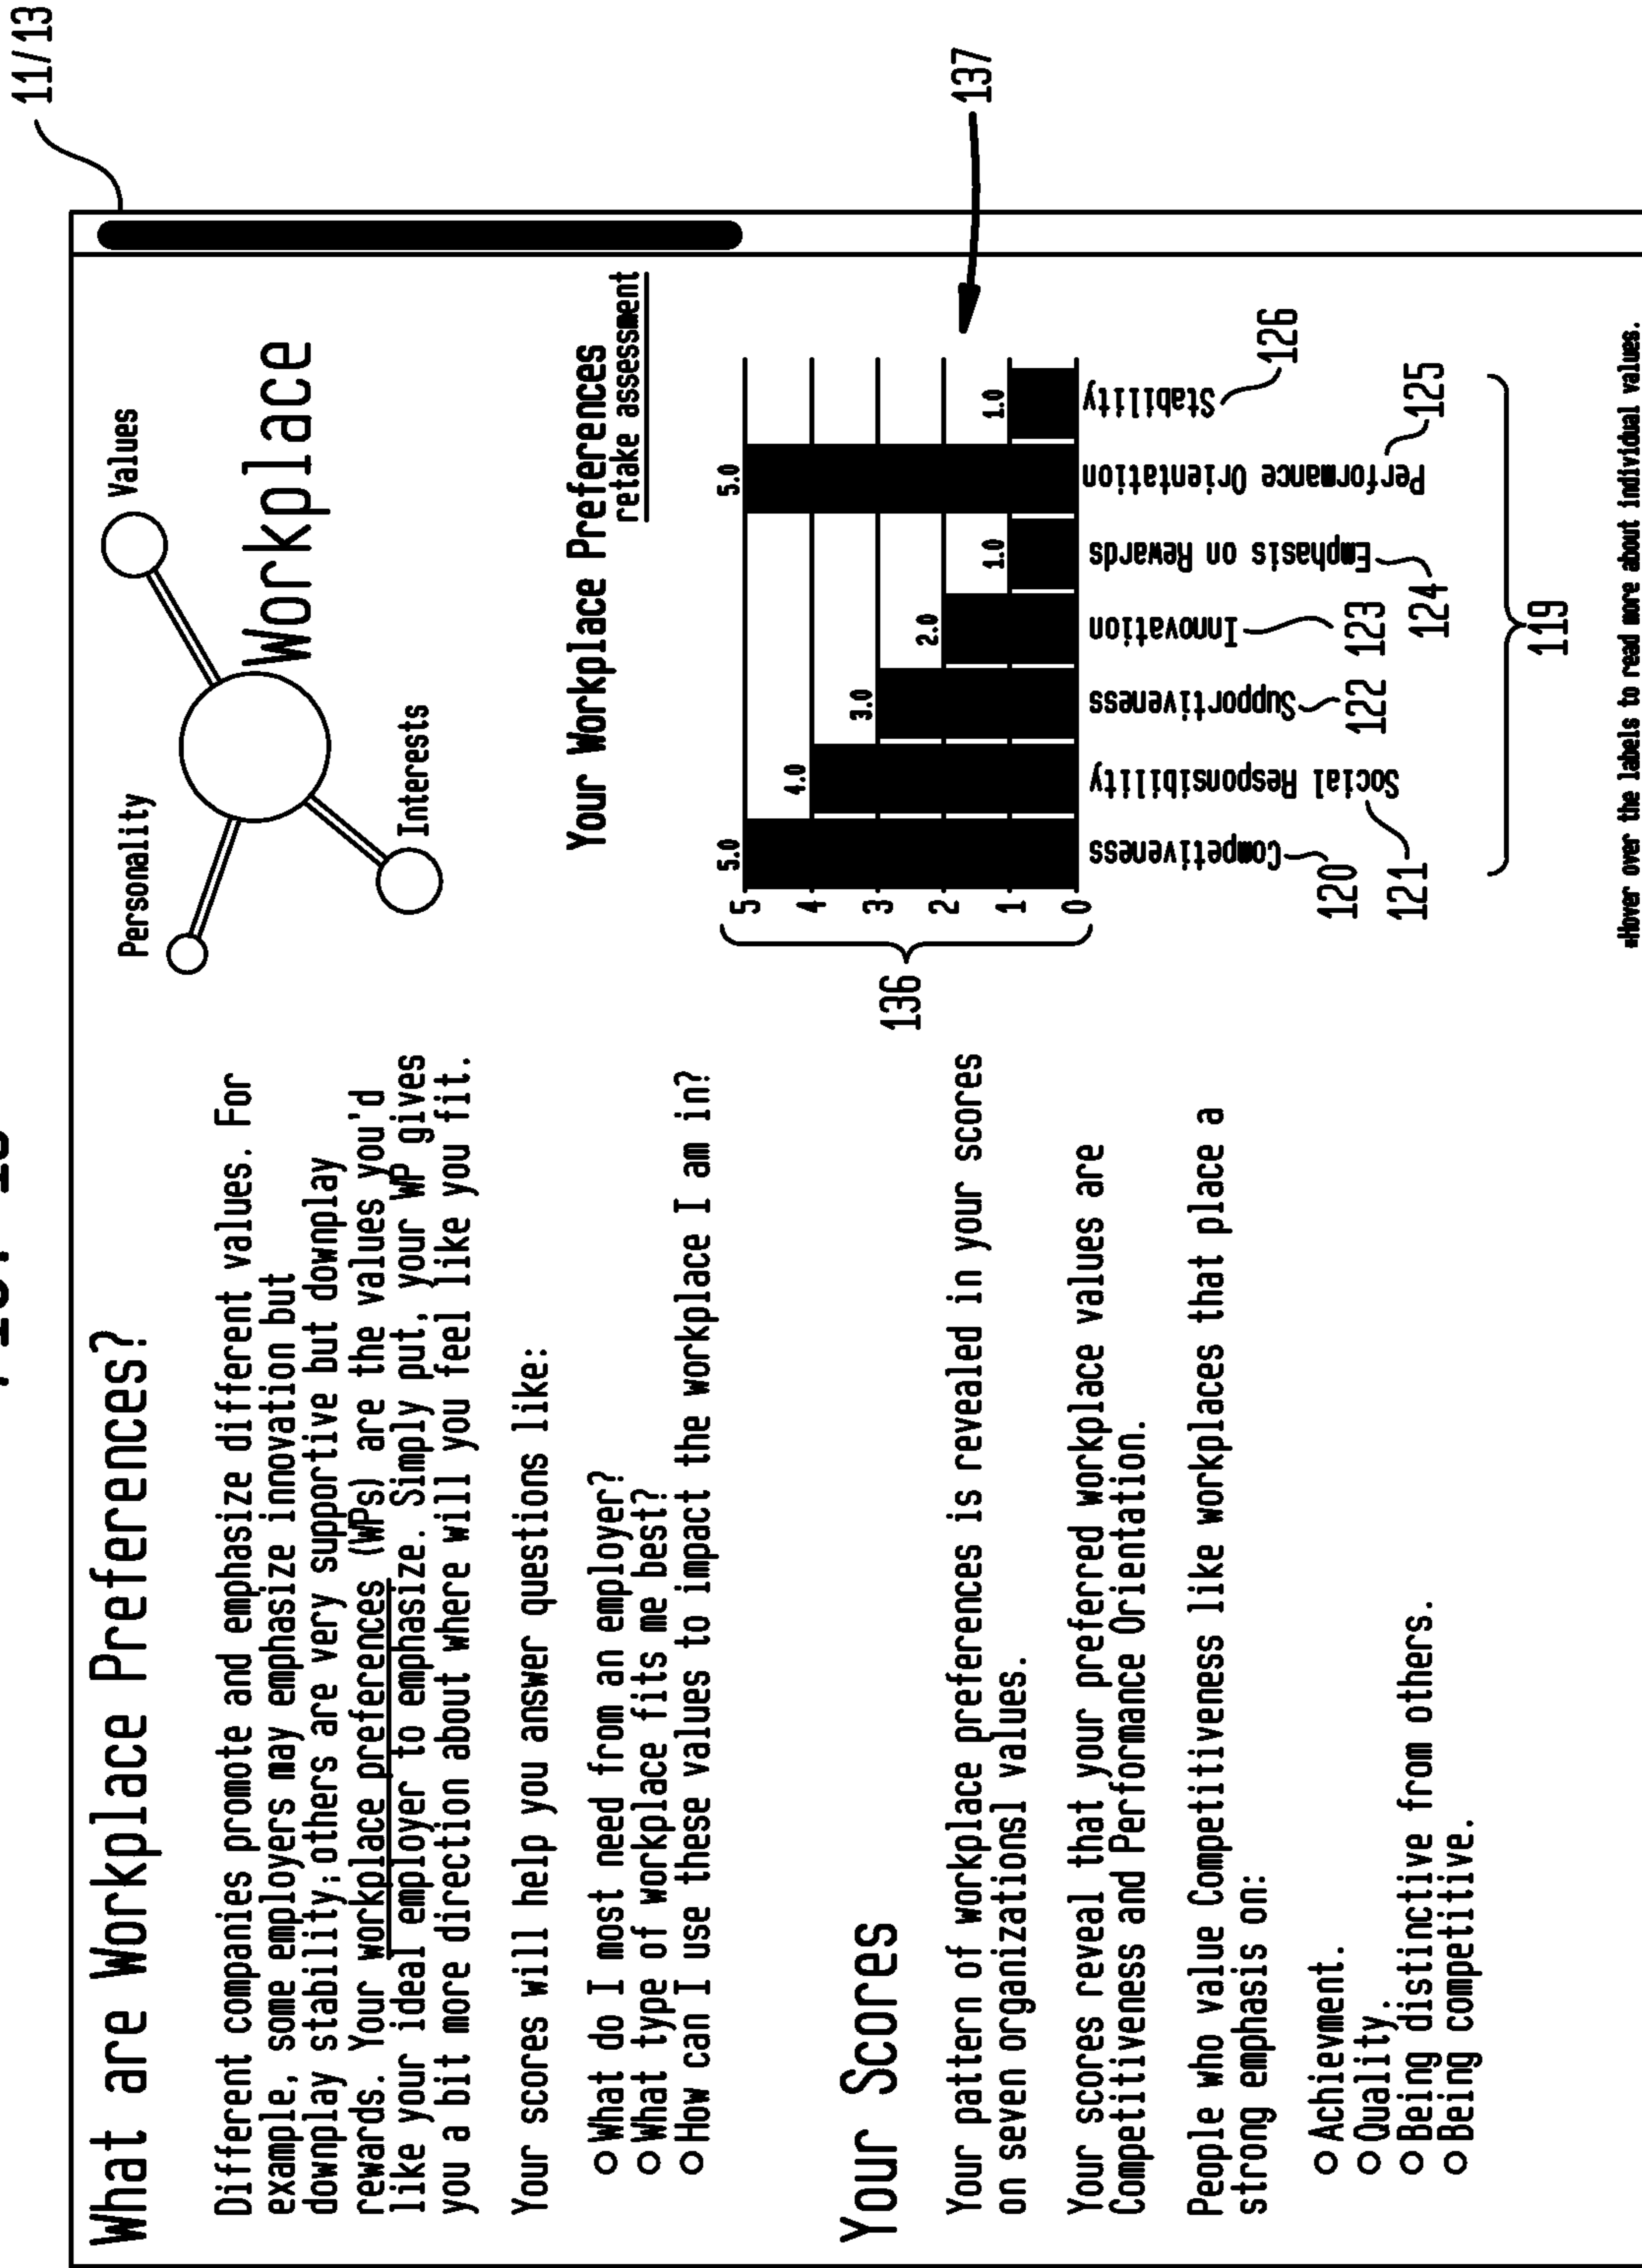 What are Workplace Preferences?
Different companies promote and emphasize different values. For
example, some employers may emphasize innovation but
downplay stability; others are very supportive but downplay
rewards. Your workplace preferences (WPs) are the values you'd
like your ideal employer to emphasize. Simply put, your WP gives
you a bit more direction about where will you feel like you fit.
Your scores will help you answer questions like:
o What do I most need from an employer?
o What type of workplace fits me best?
o How can I use these values to impact the workplace I am in?
Your Scores
Your pattern of workplace preferences is revealed in your scores
on seven organizationsl values.
Your scores reveal that your preferred workplace values are
Competitiveness and Performance Orientation.
People who value Competitiveness like workplaces that place a
strong emphasis on:
o Achievment.
o Quality.
o Being distinctive from others.
o Being competitive.
11/13
Personality
Values
Workplace
Interests
Your Workplace Preferences
retake assessment
137
136
5
4
3
2
1
0
5.0
4.0
3.0
2.0
1.0
5.0
1.0
Competiveness
Social Responsibility
Supportiveness
Innovation
Emphasis on Rewards
Performance Orientation
Stability
120
121
122
123
124
125
126
119
*Hover over the labels to read more about individual values.